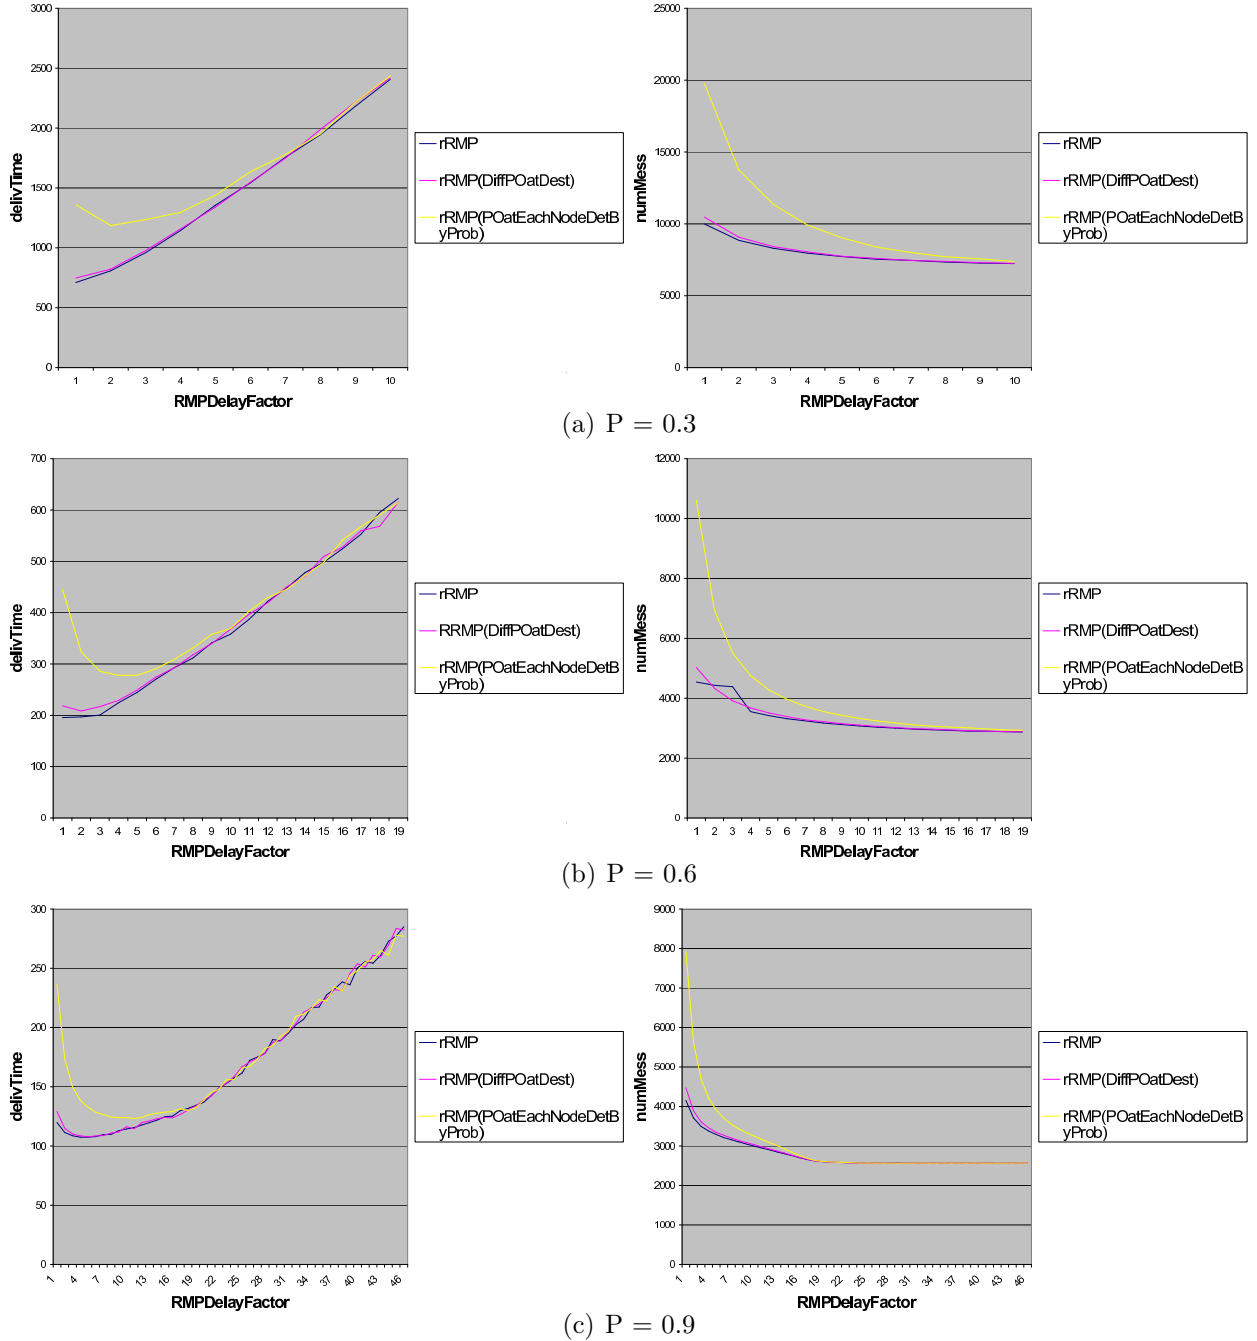 3000
2500
2000
1500
1000
500
0
delivTime
1 2 3 4 5 6 7 8 9 10
RMPDelayFactor
rRMP
rRMP(DiffPOatDest)
rRMP(POatEachNodeDetB
yProb)
25000
20000
15000
10000
5000
0
numMess
1 2 3 4 5 6 7 8 9 10
RMPDelayFactor
rRMP
rRMP(DiffPOatDest)
rRMP(POatEachNodeDetB
yProb)
(a) P = 0.3
700
600
500
400
300
200
100
0
delivTime
1 2 3 4 5 6 7 8 9 10 11 12 13 14 15 16 17 18 19
RMPDelayFactor
rRMP
RRMP(DiffPOatDest)
rRMP(POatEachNodeDetB
yProb)
12000
10000
8000
6000
4000
2000
0
numMess
1 2 3 4 5 6 7 8 9 10 11 12 13 14 15 16 17 18 19
RMPDelayFactor
rRMP
rRMP(DiffPOatDest)
rRMP(POatEachNodeDetB
yProb)
(b) P = 0.6
300
250
200
150
100
50
0
delivTime
1 4 7 10 13 16 19 22 25 28 31 34 37 40 43 46
RMPDelayFactor
rRMP
rRMP(DiffPOatDest)
rRMP(POatEachNodeDetB
yProb)
9000
8000
7000
6000
5000
4000
3000
2000
1000
0
numMess
1 4 7 10 13 16 19 22 25 28 31 34 37 40 43 46
RMPDelayFactor
rRMP
rRMP(DiffPOatDest)
rRMP(POatEachNodeDetB
yProb)
(c) P = 0.9